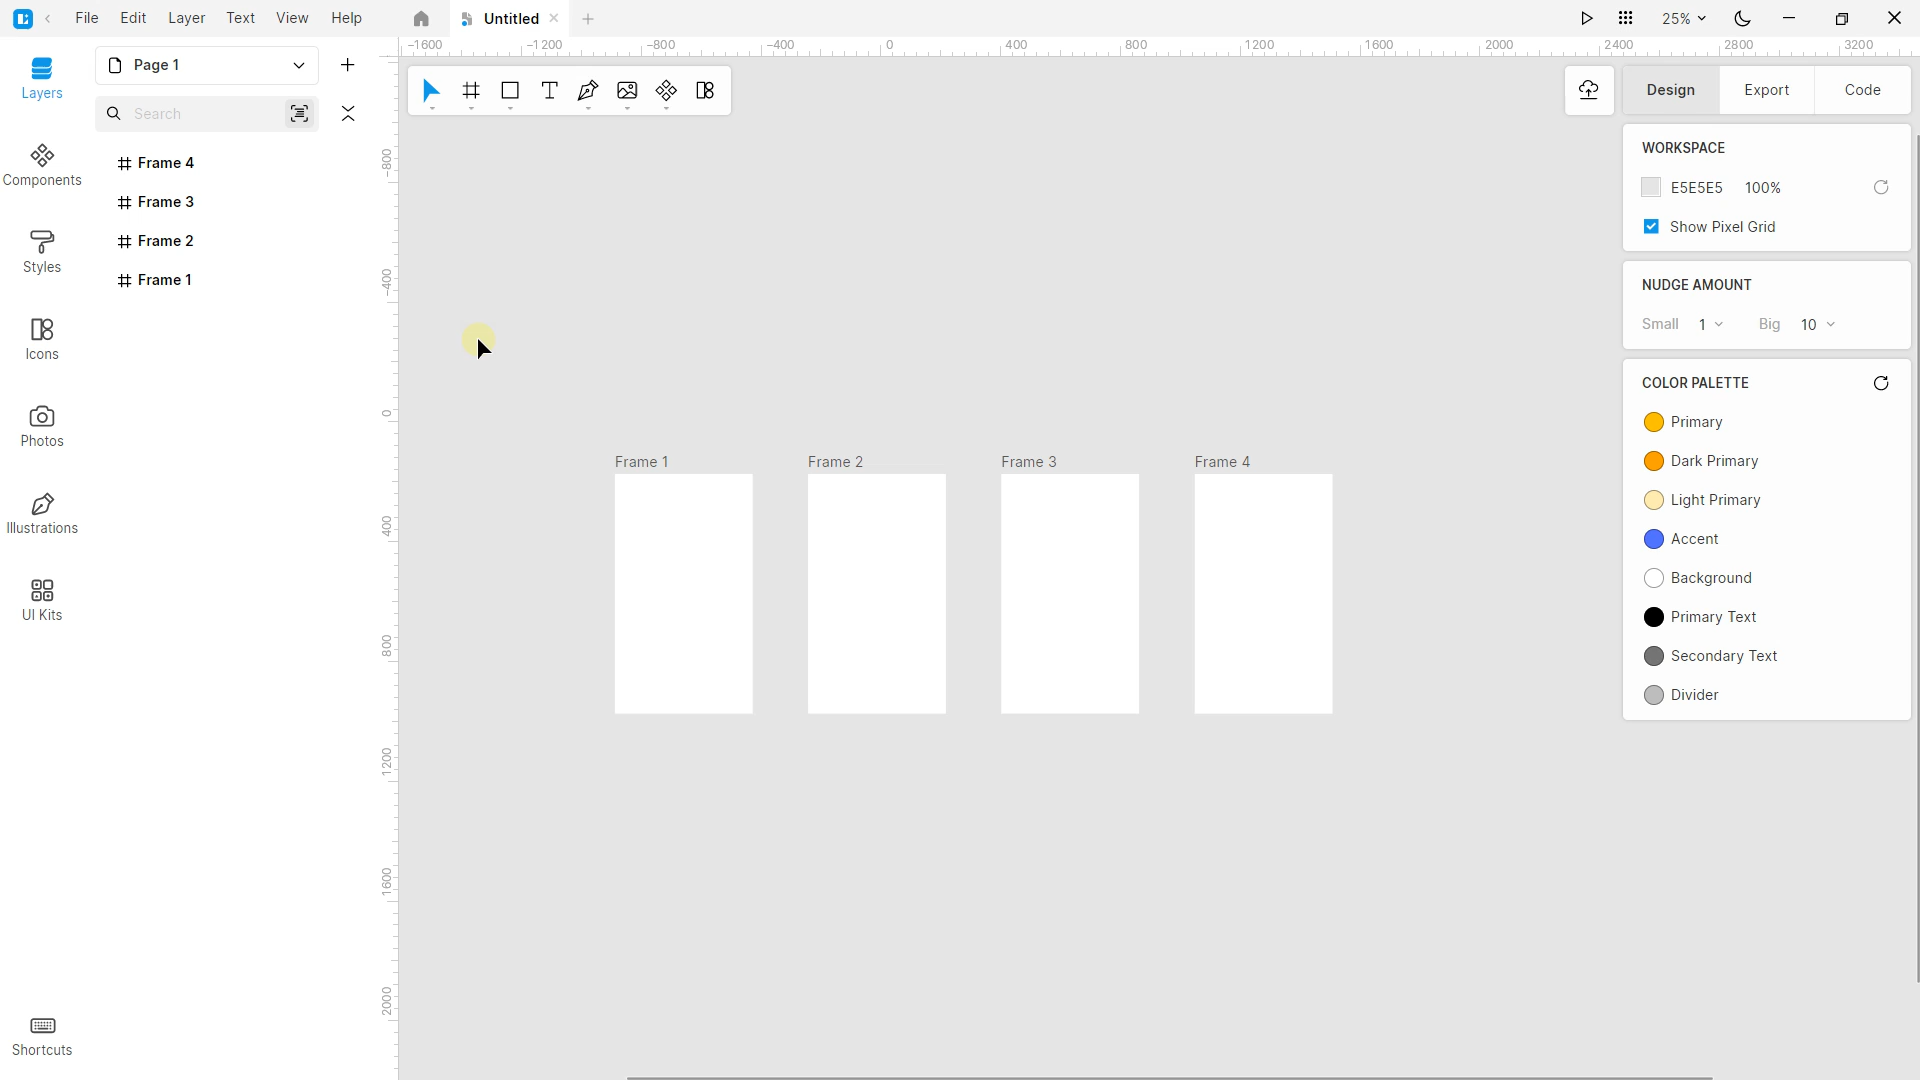 File Edit Layer Text View Help Untitled 25%
Layers
Components
Styles
Icons
Photos
Illustrations
UI Kits
Shortcuts
Page 1
Search
Frame 4
Frame 3
Frame 2
Frame 1
-1600 -1200 -800 -400 0 400 800 1200 1600 2000 2400 2800 3200
-800
-400
0
400
800
1200
1600
2000
Frame 1 Frame 2 Frame 3 Frame 4
Design Export Code
WORKSPACE
E5E5E5 100%
Show Pixel Grid
NUDGE AMOUNT
Small 1 Big 10
COLOR PALETTE
Primary
Dark Primary
Light Primary
Accent
Background
Primary Text
Secondary Text
Divider